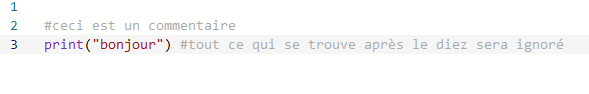 1
2 #ceci est un commentaire
3 print("bonjour") #tout ce qui se trouve après le diez sera ignoré